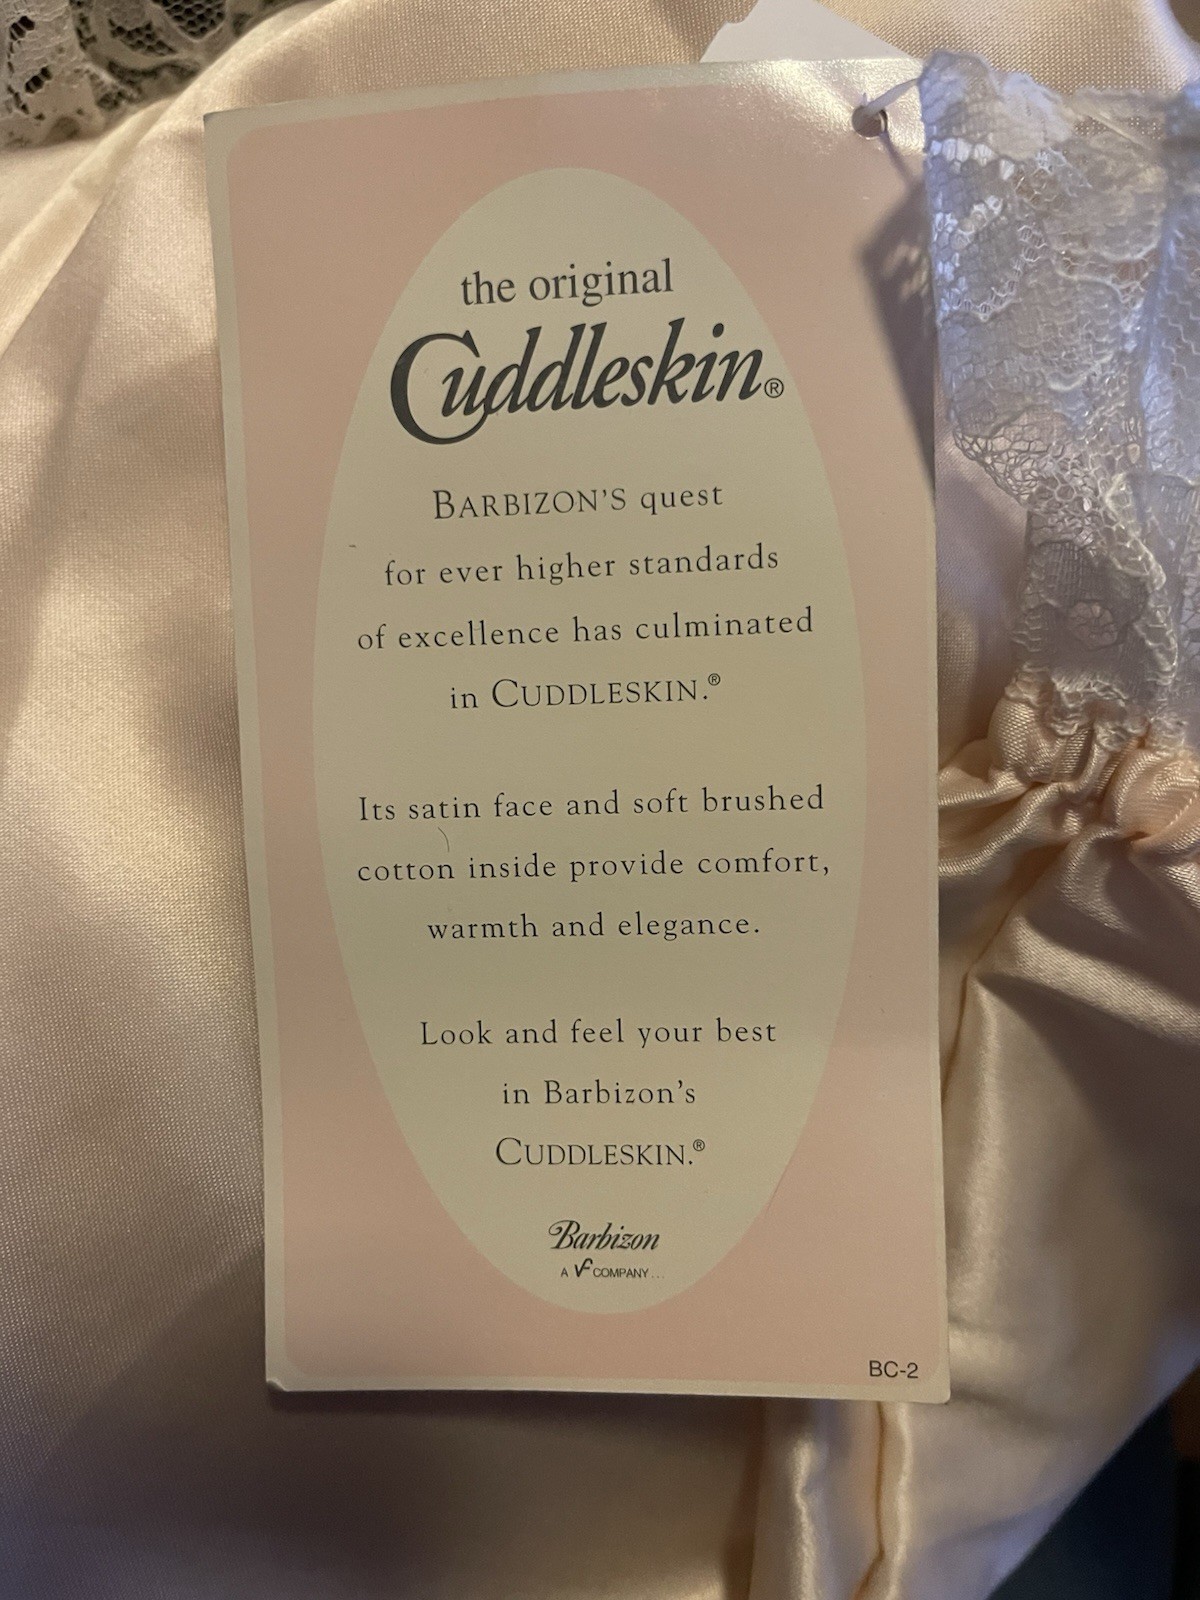 the original
Cuddleskin®
BARBIZON'S quest
for ever higher standards
of excellence has culminated
in CUDDLESKIN.®
Its satin face and soft brushed
cotton inside provide comfort,
warmth and elegance.
Look and feel your best
in Barbizon's
CUDDLESKIN.®
Barbizon
A VF COMPANY...
BC-2